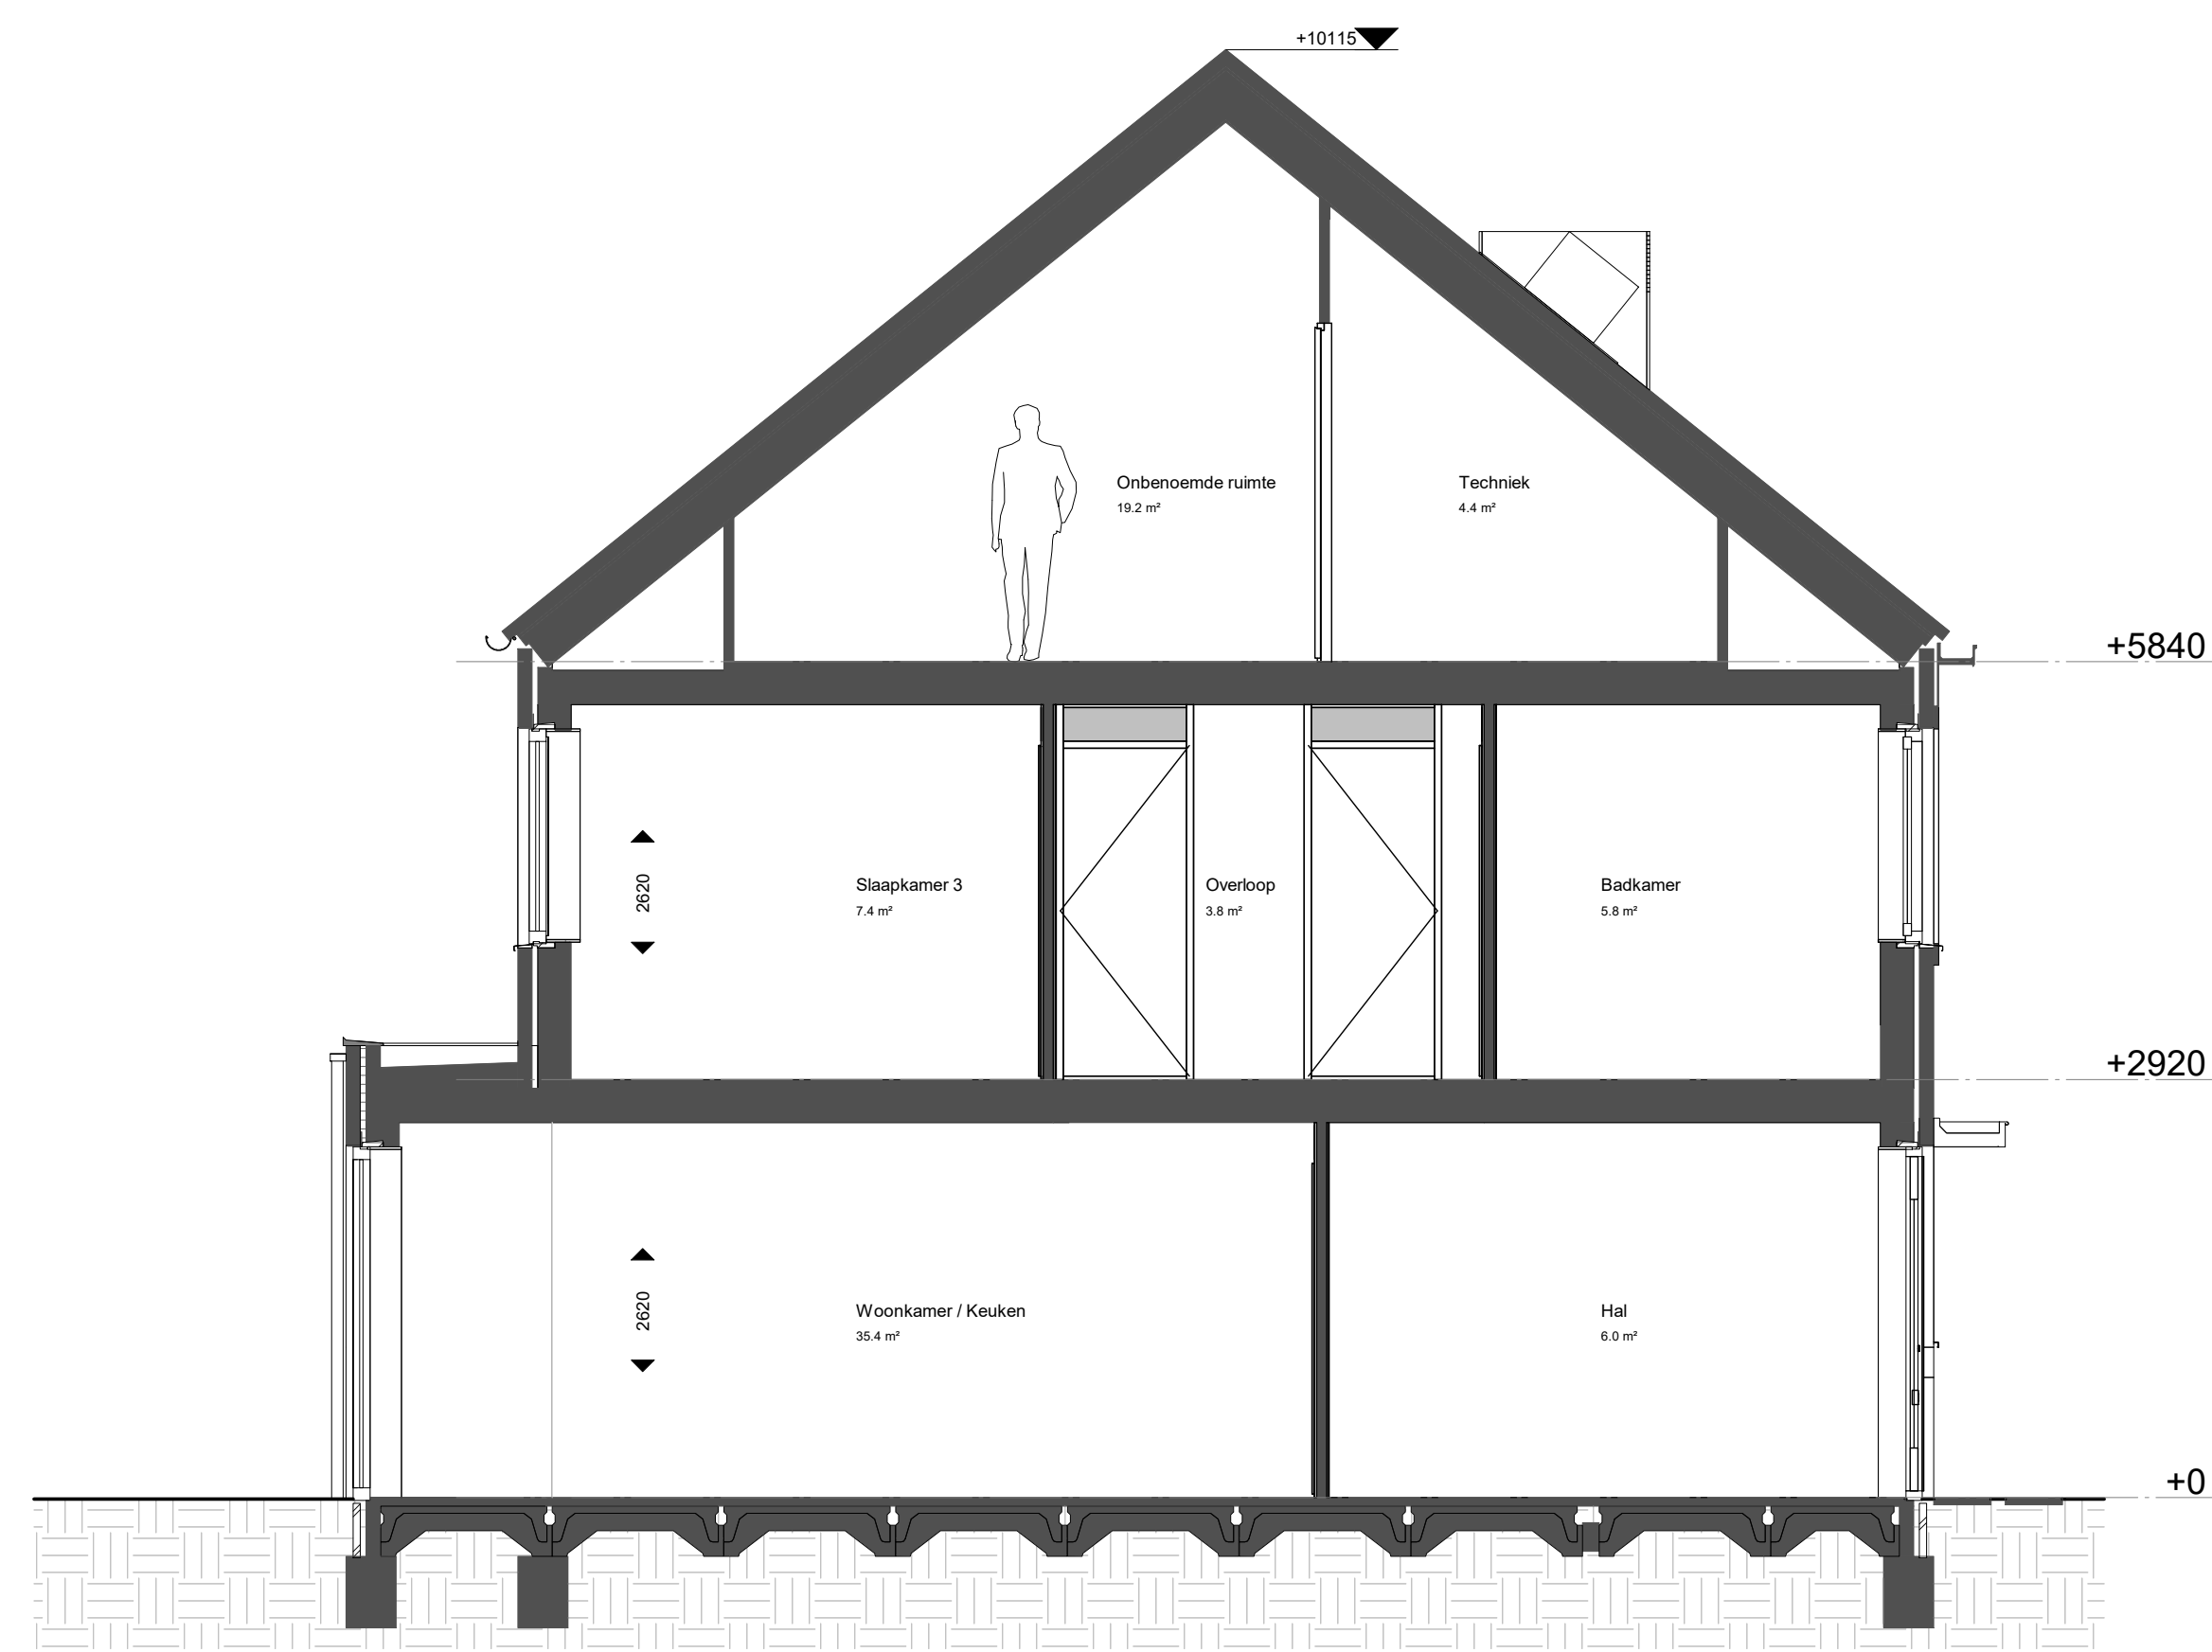 +10115
Onbenoemde ruimte
19.2 m²
Techniek
4.4 m²
+5840
2620
Slaapkamer 3
7.4 m²
Overloop
3.8 m²
Badkamer
5.8 m²
+2920
2620
Woonkamer / Keuken
35.4 m²
Hal
6.0 m²
+0